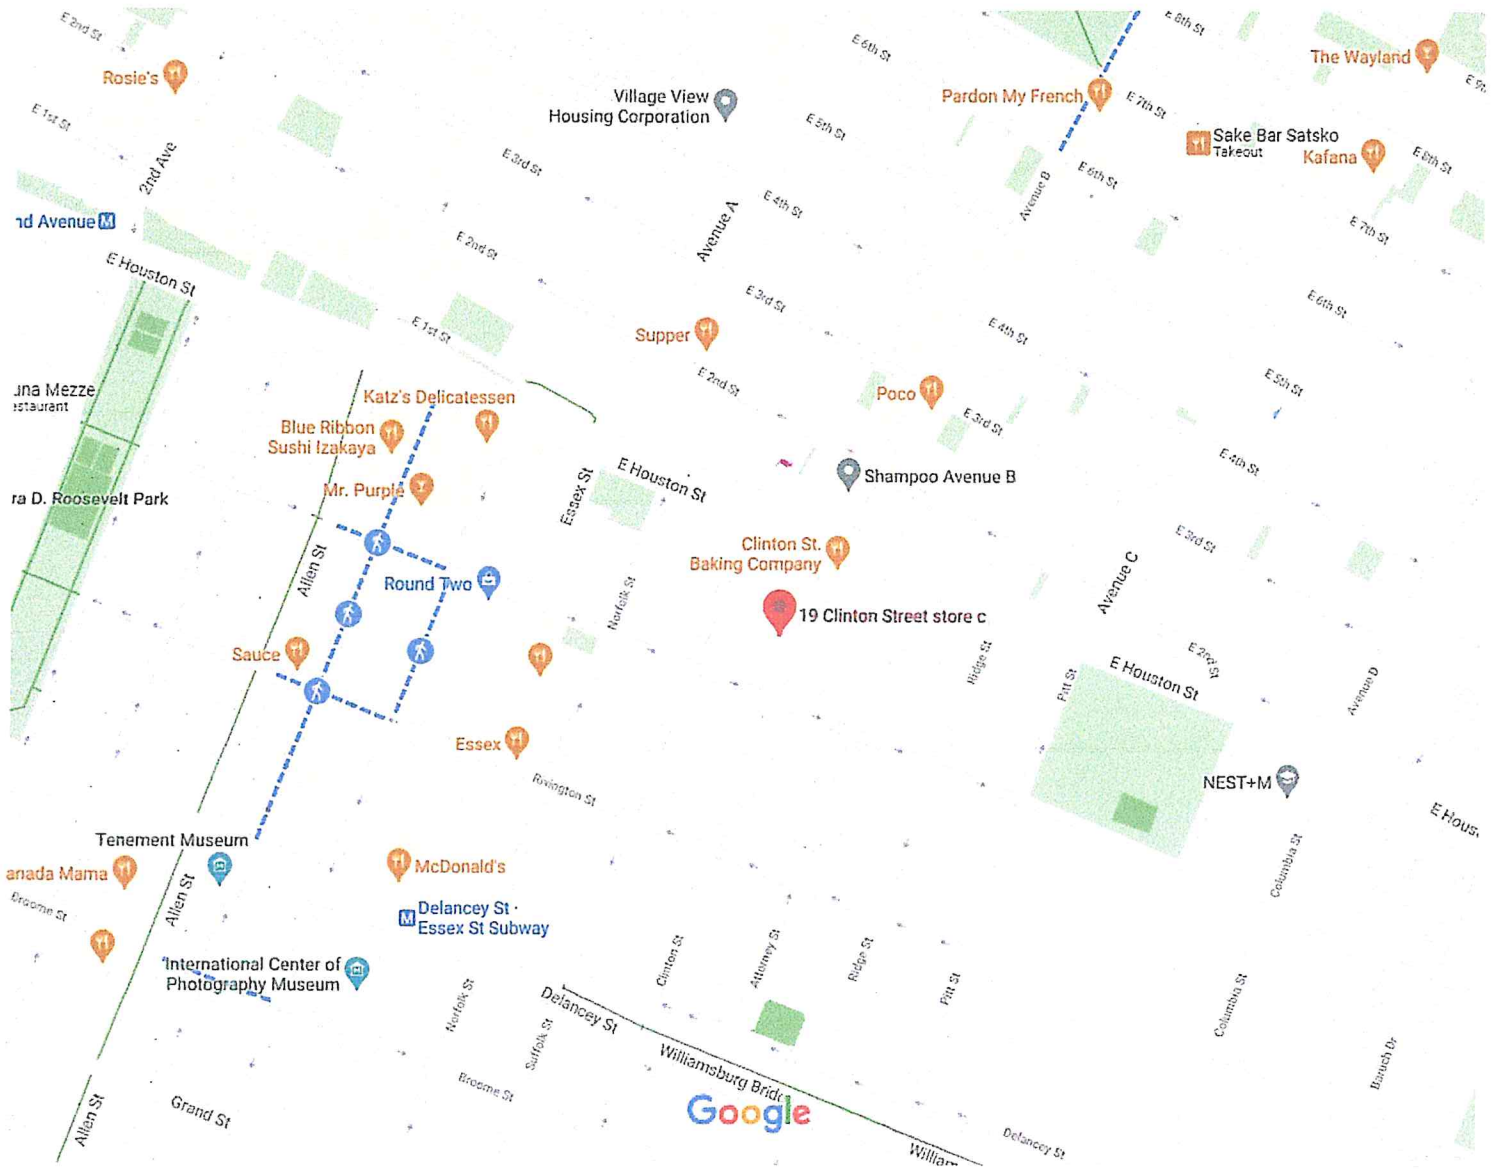 E 2nd St
E 6th St
E 8th St
The Wayland
Rosie's
Village View
Housing Corporation
Pardon My French
E 7th St
E 1st St
E 5th St
Sake Bar Satsko
Takeout
Kafana
E 8th St
2nd Ave
E 3rd St
E 6th St
Avenue B
nd Avenue
M
E 4th St
Avenue A
E 7th St
E 2nd St
E Houston St
E 3rd St
E 6th St
E 1st St
Supper
E 4th St
E 2nd St
E 5th St
una Mezze
estaurant
Katz's Delicatessen
Poco
E 3rd St
Blue Ribbon
Sushi Izakaya
E 4th St
E Houston St
Shampoo Avenue B
Mr. Purple
Essex St
ra D. Roosevelt Park
E 3rd St
Clinton St.
Baking Company
Allen St
Round Two
Avenue C
Norfolk St
19 Clinton Street store c
Sauce
Ridge St
E 2nd St
E Houston St
Pitt St
Avenue D
Essex
Rivington St
NEST+M
E Hous
Tenement Museum
McDonald's
anada Mama
Columbia St
Allen St
Broome St
M
Delancey St ·
Essex St Subway
International Center of
Photography Museum
Clinton St
Attorney St
Ridge St
Pitt St
Norfolk St
Delancey St
Columbia St
Suffolk St
Williamsburg Bridg
Baruch Dr
Broome St
Grand St
Allen St
Google
Delancey St
William